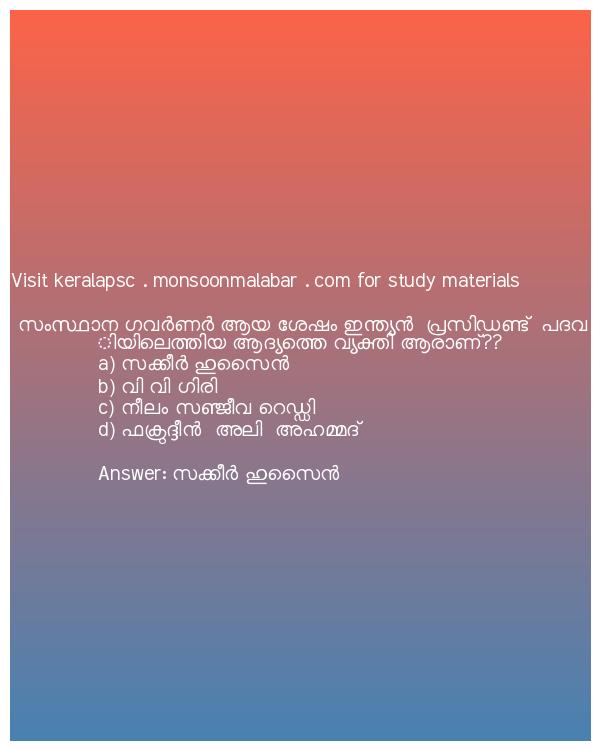 Visit keralapsc . monsoonmalabar . com for study materials
സംസ്ഥാന ഗവർണർ ആയ ശേഷം ഇന്ത്യൻ പ്രസിഡണ്ട് പദവ
ിയിലെത്തിയ ആദ്യത്തെ വ്യക്തി ആരാണ്??
a) സക്കീർ ഹുസൈൻ
b) വി വി ഗിരി
c) നീലം സഞ്ജീവ റെഡ്ഡി
d) ഫക്രുദ്ദീൻ അലി അഹമ്മദ്
Answer: സക്കീർ ഹുസൈൻ